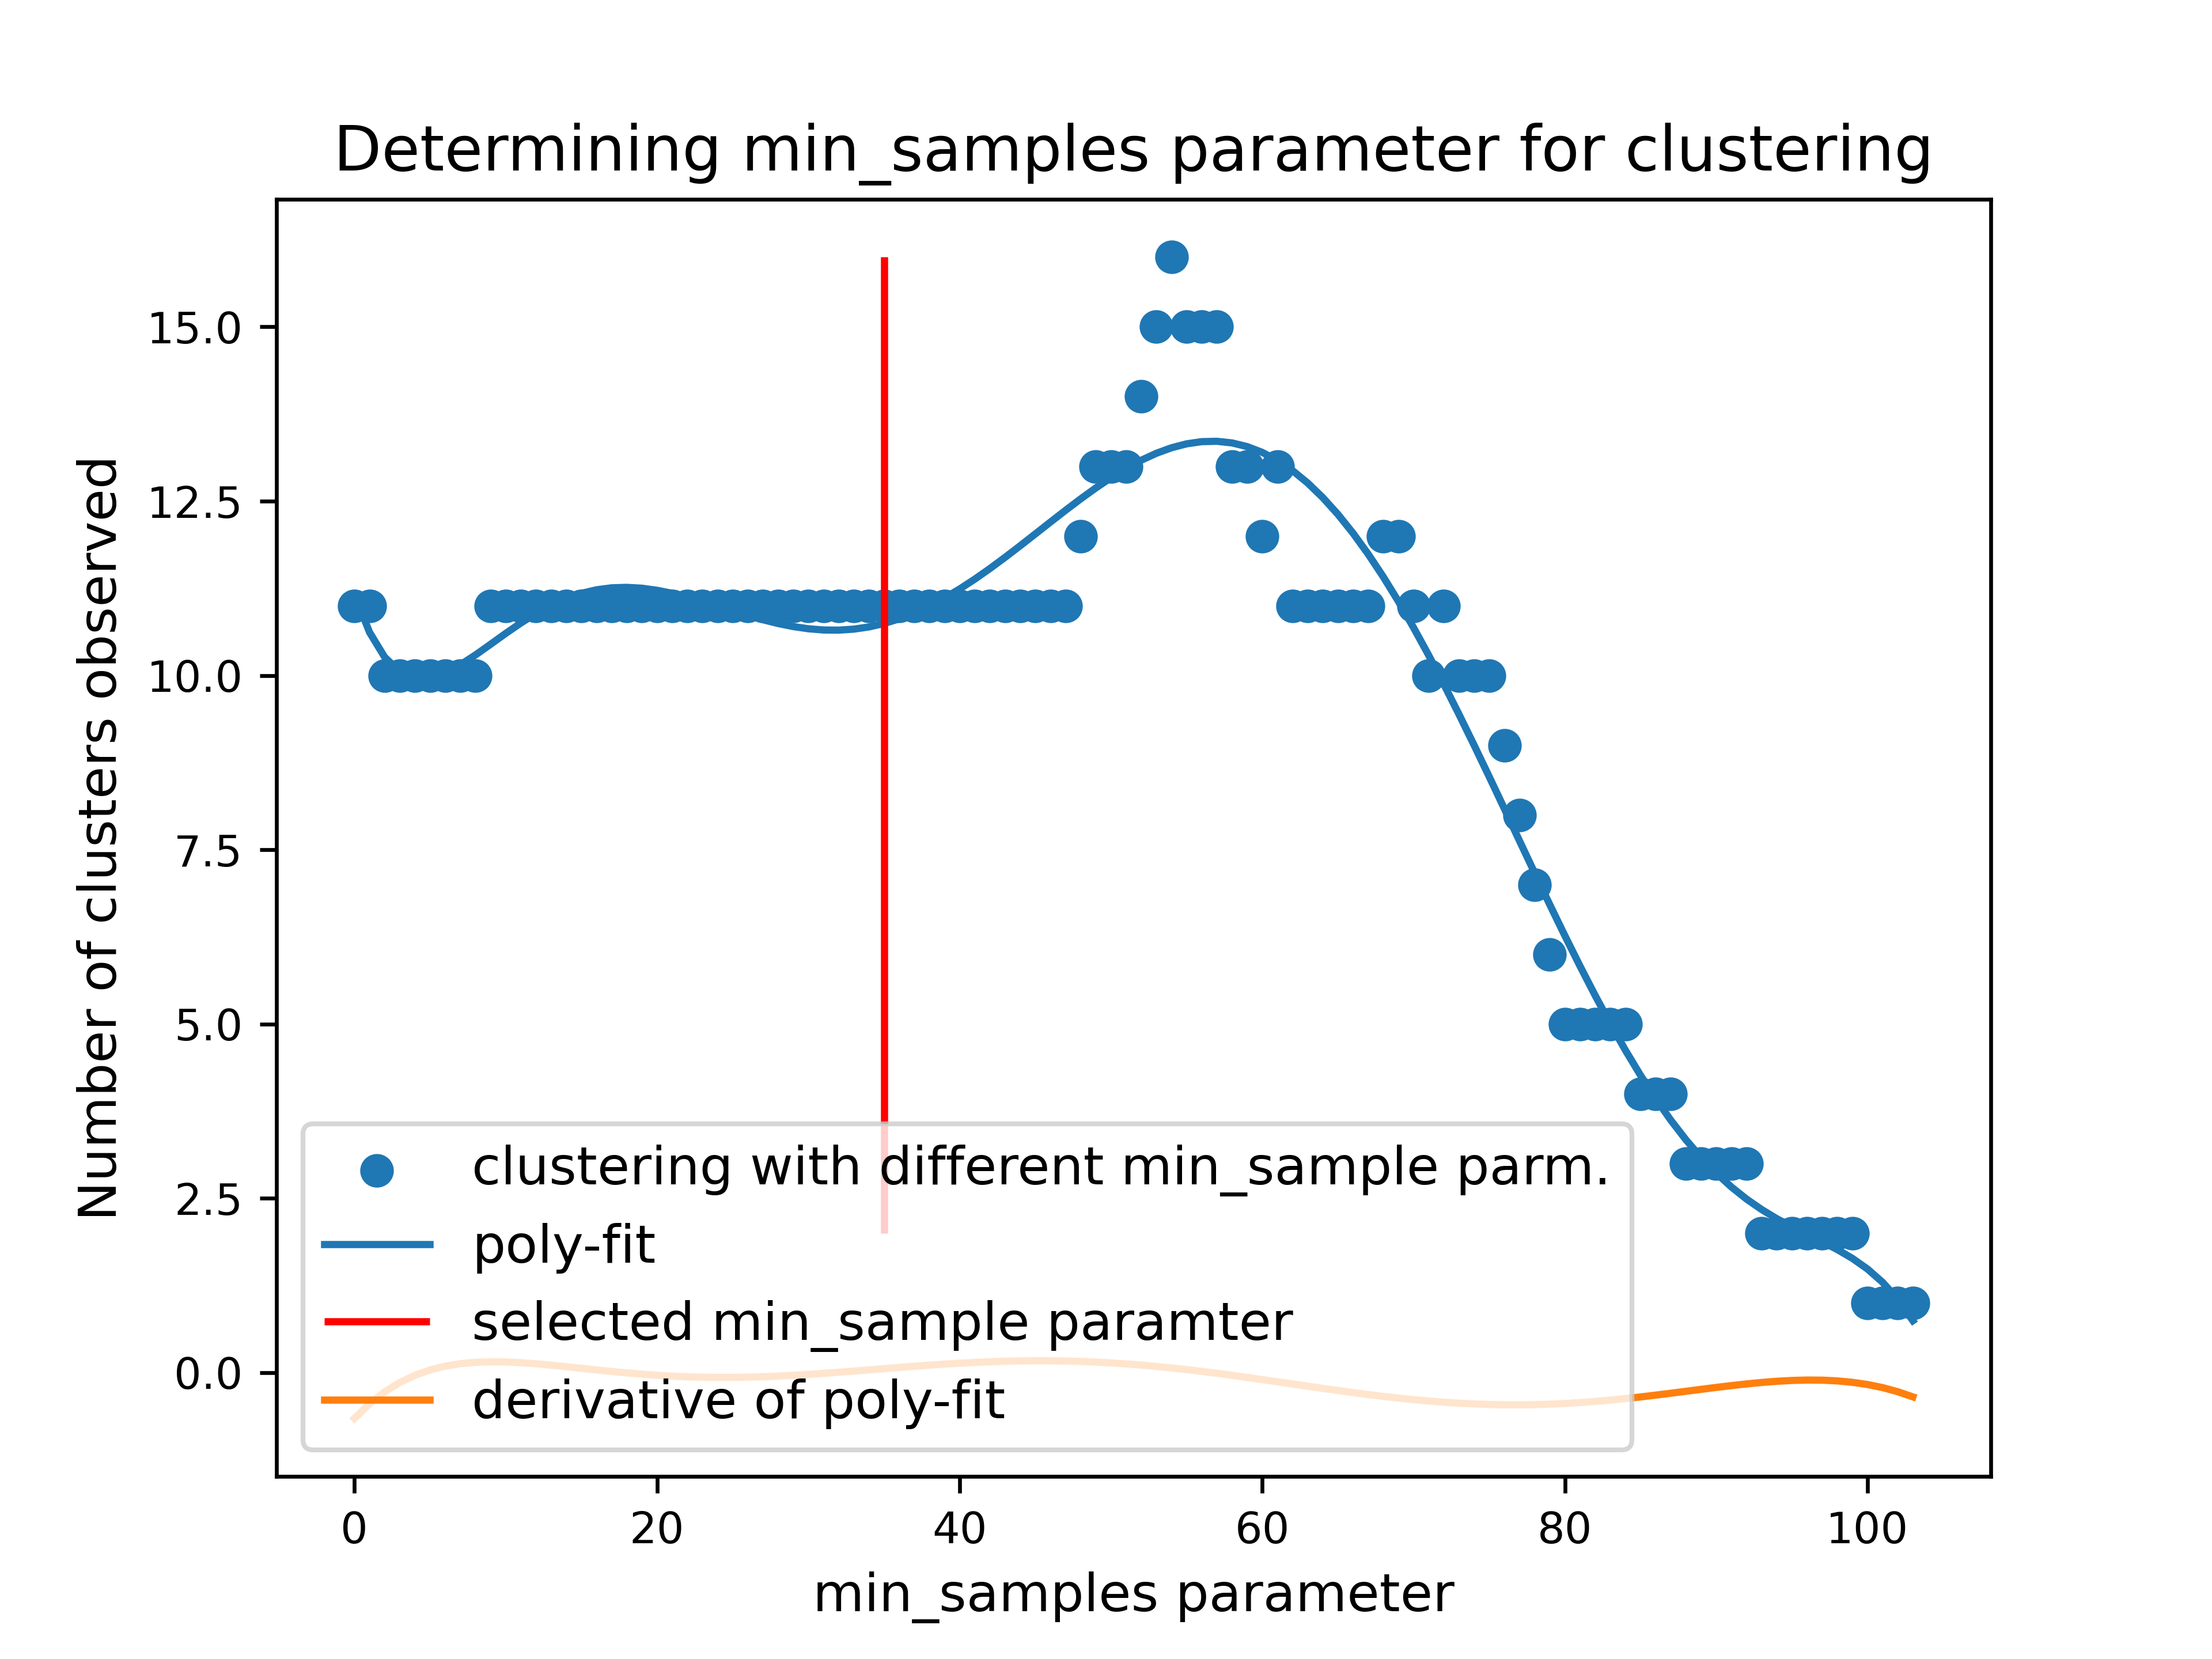 Determining min_samples parameter for clustering
Number of clusters observed
15.0
12.5
10.0
7.5
5.0
2.5
0.0
clustering with different min_sample parm.
poly-fit
selected min_sample paramter
derivative of poly-fit
0 20 40 60 80 100
min_samples parameter